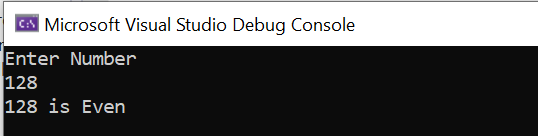 Microsoft Visual Studio Debug Console
Enter Number
128
128 is Even